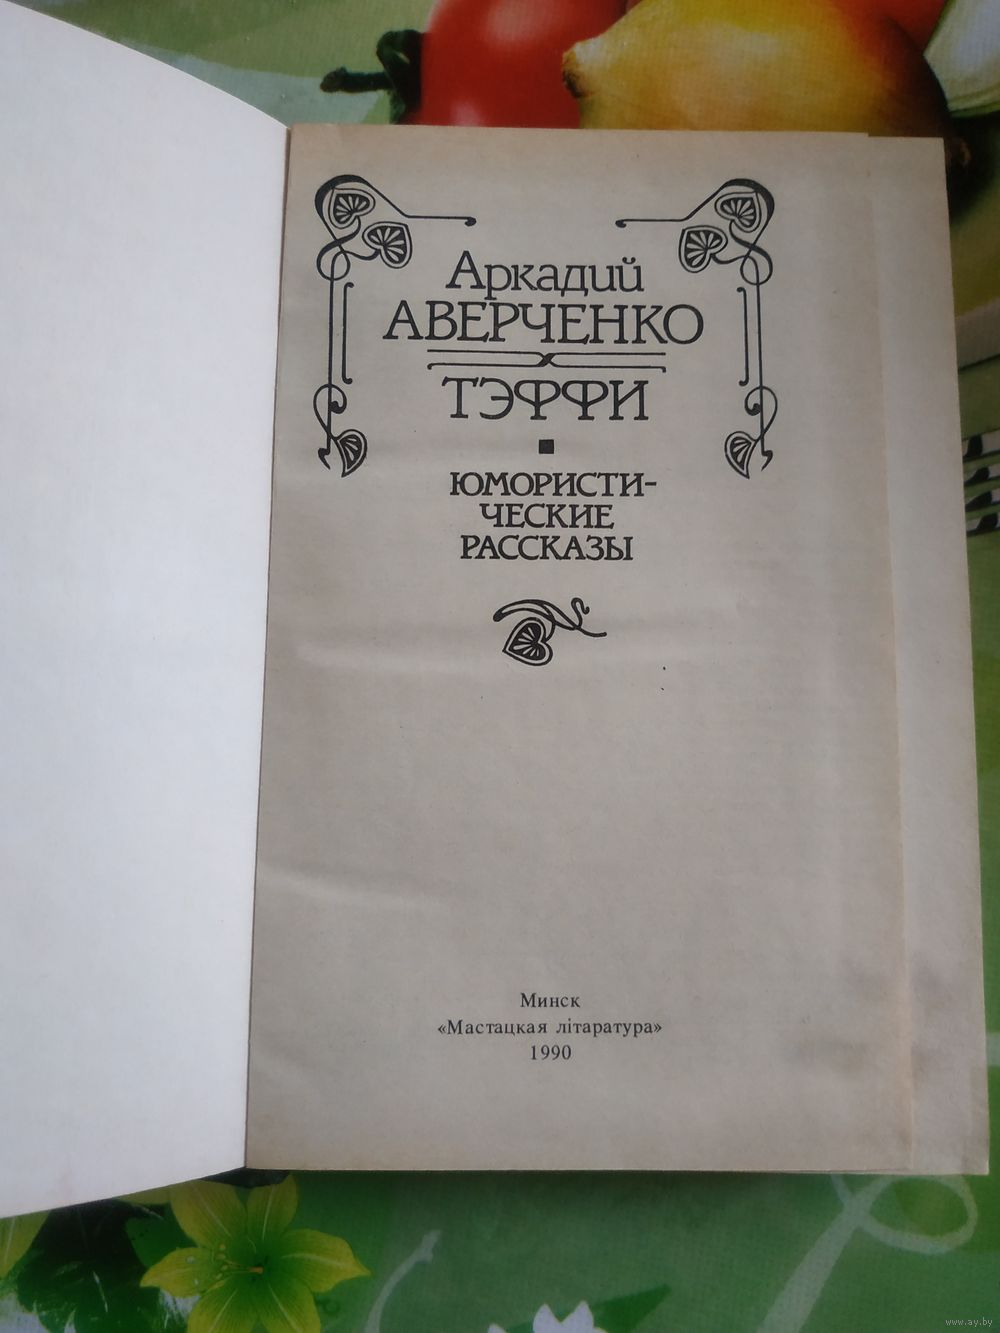 Аркадий
АВЕРЧЕНКО
ТЭФФИ
ЮМОРИСТИ-
ЧЕСКИЕ
РАССКАЗЫ
Минск
«Мастацкая літаратура»
1990
www.ay.by